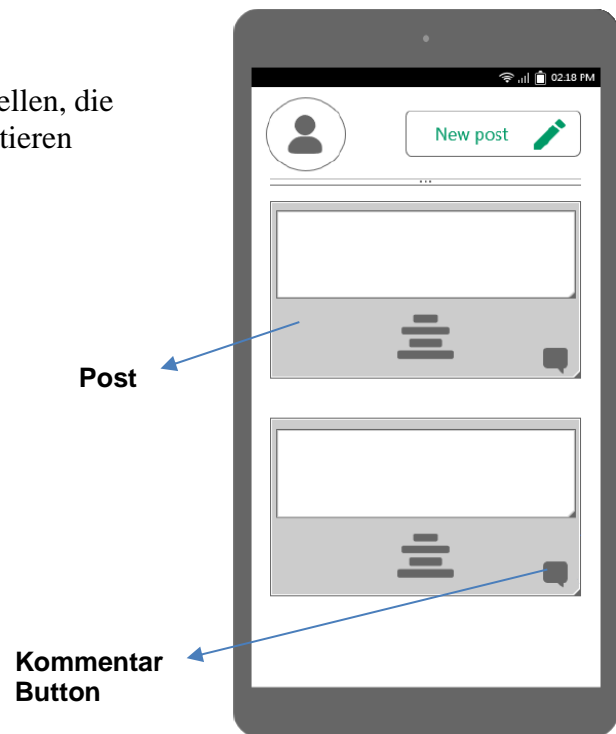 ellen, die
tieren
02:18 PM
New post
Post
Kommentar
Button